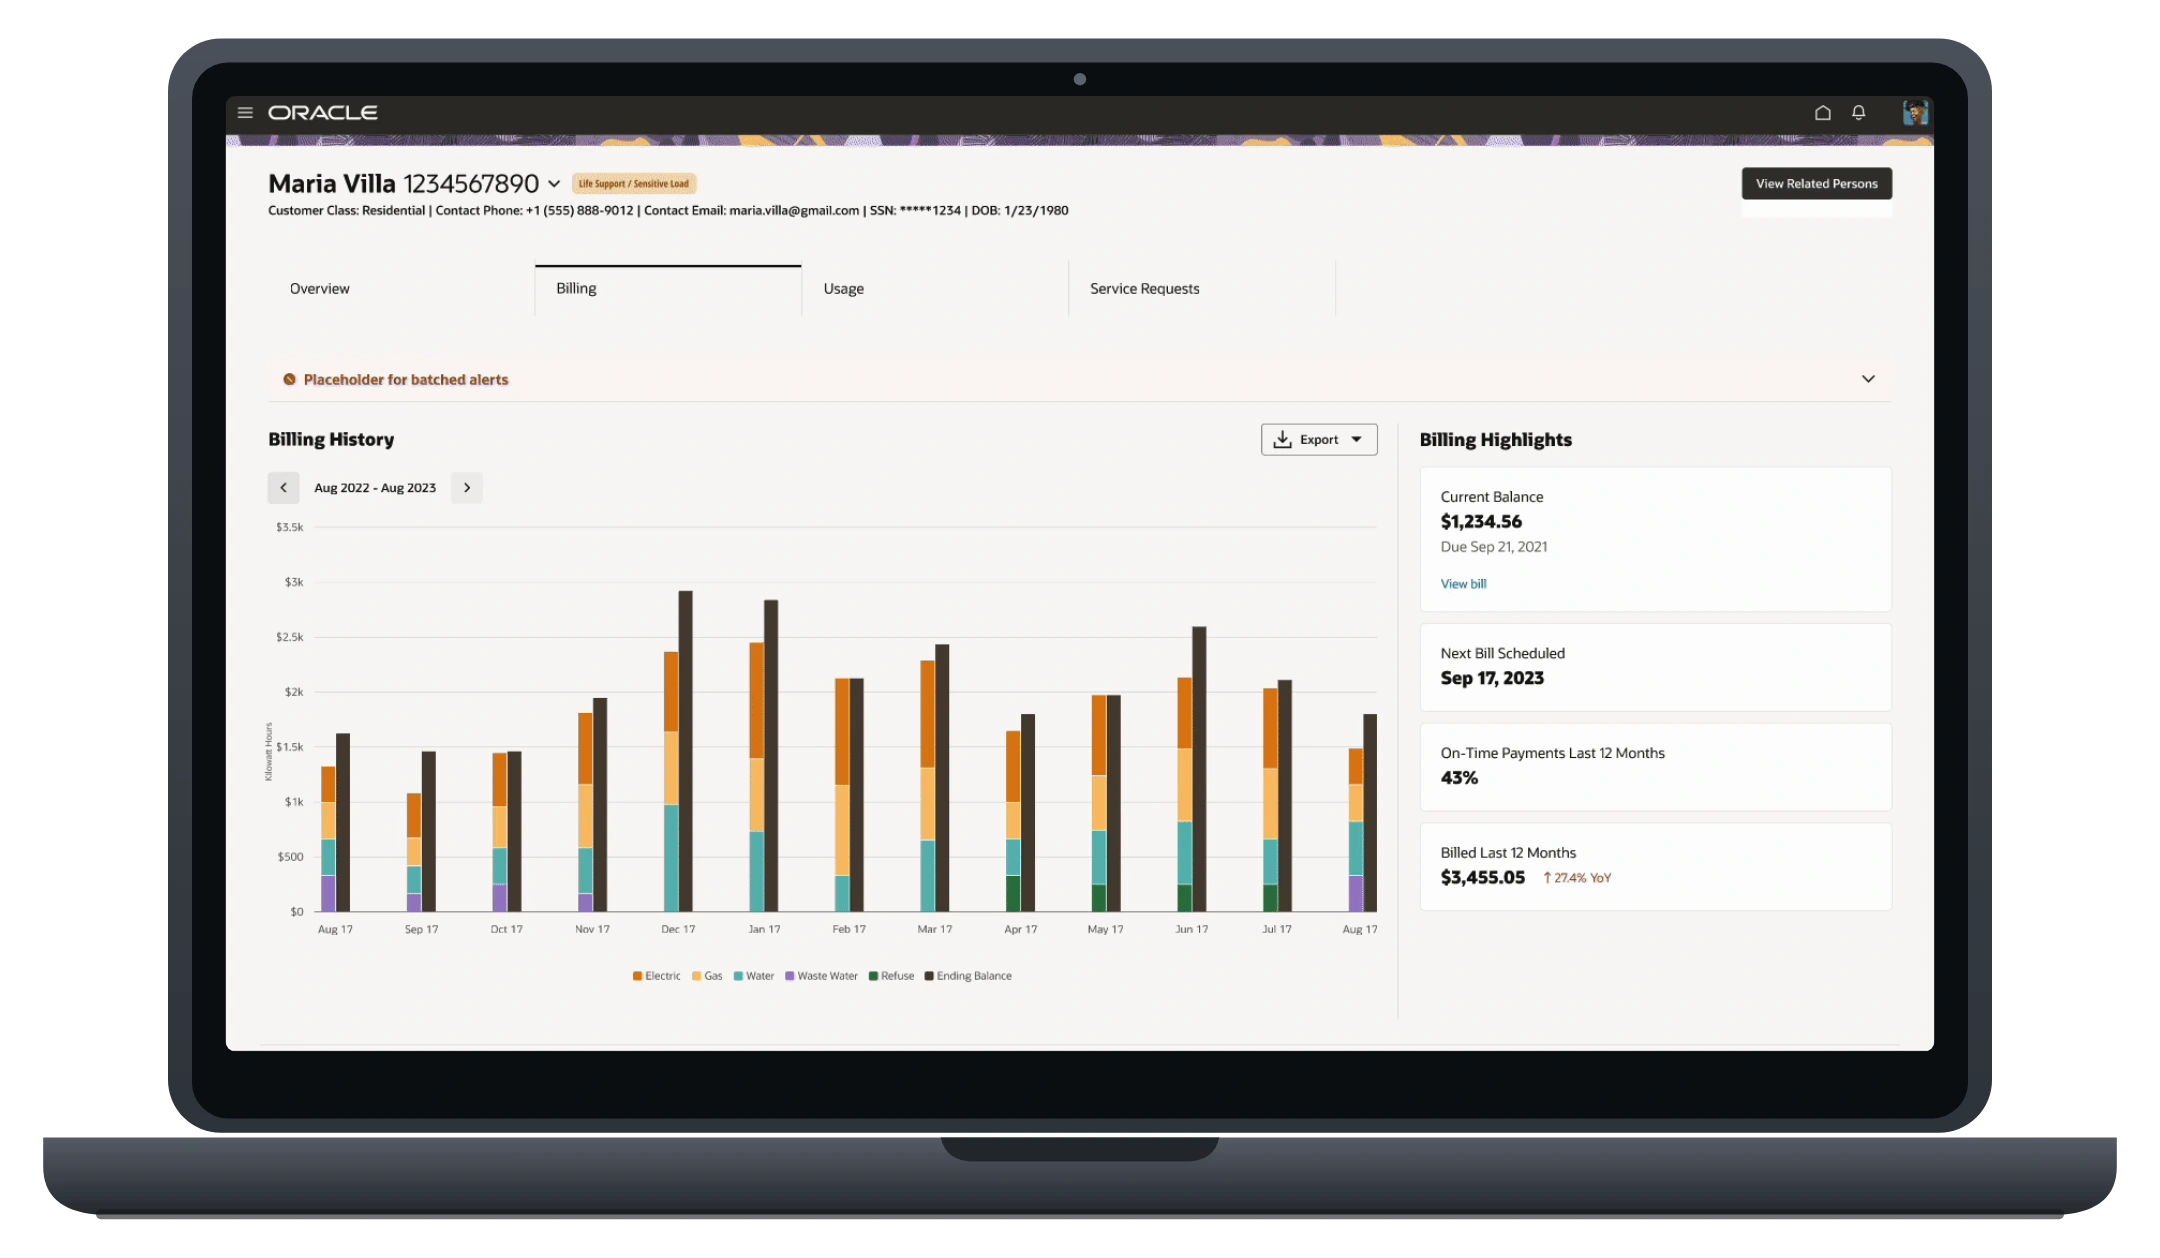 ORACLE
Maria Villa 1234567890
Life Support / Sensitive Load
View Related Persons
Customer Class: Residential | Contact Phone: +1 (555) 888-9012 | Contact Email: maria.villa@gmail.com | SSN: *****1234 | DOB: 1/23/1980
Overview
Billing
Usage
Service Requests
Placeholder for batched alerts
Billing History
Export
Aug 2022 - Aug 2023
Kilowatt Hours
$3.5k
$3k
$2.5k
$2k
$1.5k
$1k
$500
$0
Aug 17 Sep 17 Oct 17 Nov 17 Dec 17 Jan 17 Feb 17 Mar 17 Apr 17 May 17 Jun 17 Jul 17 Aug 17
Electric Gas Water Waste Water Refuse Ending Balance
Billing Highlights
Current Balance
$1,234.56
Due Sep 21, 2021
View bill
Next Bill Scheduled
Sep 17, 2023
On-Time Payments Last 12 Months
43%
Billed Last 12 Months
$3,455.05 ↑ 27.4% YoY